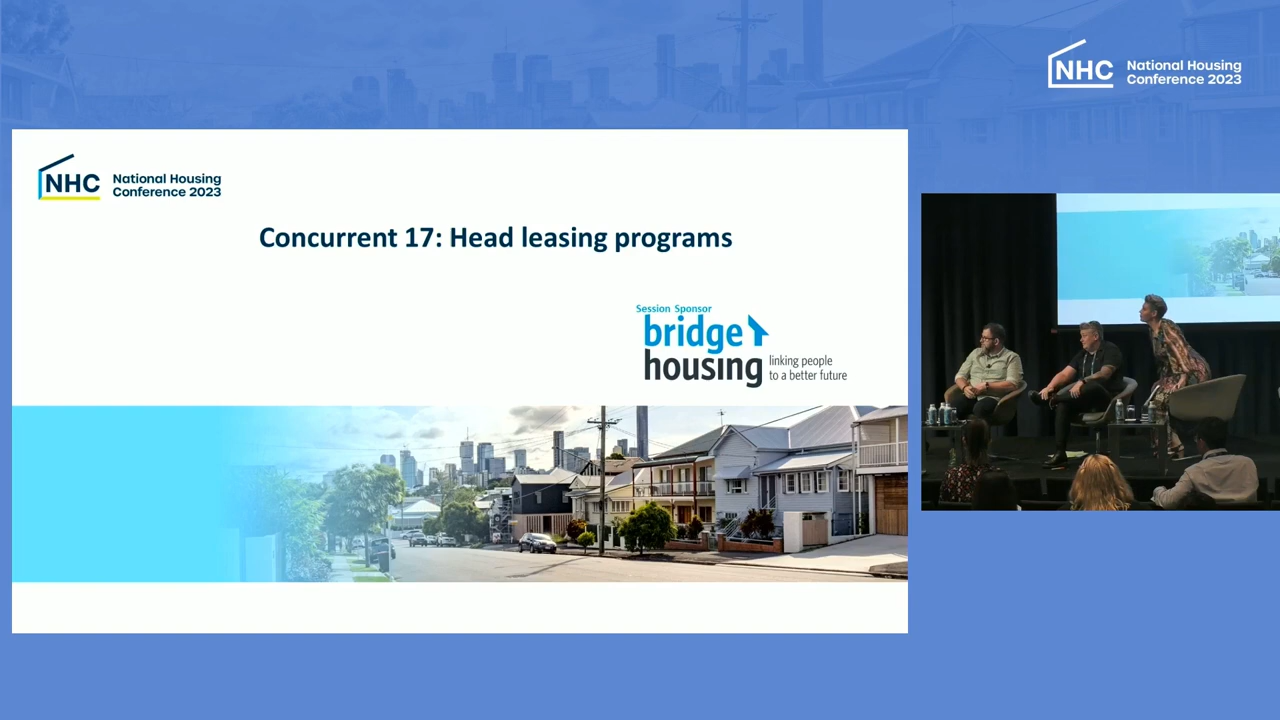 NHC National Housing
Conference 2023
NHC National Housing
Conference 2023
Concurrent 17: Head leasing programs
Session Sponsor
bridge
housing
linking people
to a better future